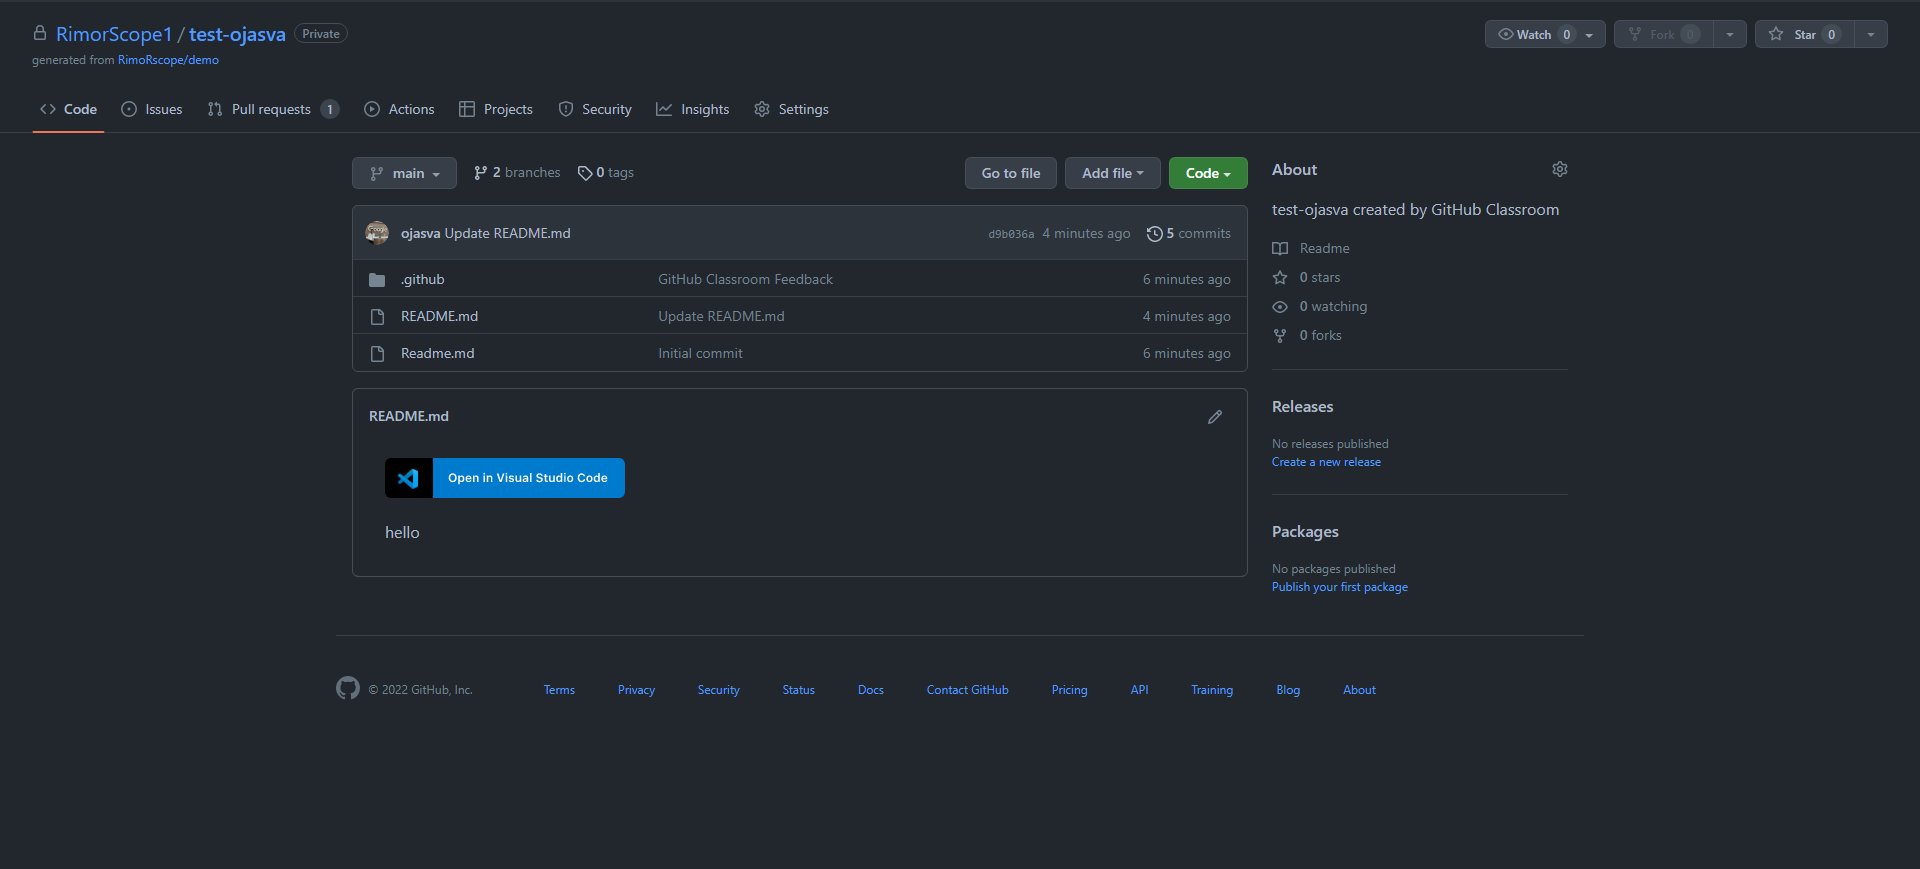 RimorScope1 / test-ojasva Private
Watch 0 Fork 0 Star 0
generated from RimoRscope/demo
Code Issues Pull requests 1 Actions Projects Security Insights Settings
main 2 branches 0 tags Go to file Add file Code
ojasva Update README.md d9b036a 4 minutes ago 5 commits
.github GitHub Classroom Feedback 6 minutes ago
README.md Update README.md 4 minutes ago
Readme.md Initial commit 6 minutes ago
README.md
Open in Visual Studio Code
hello
About
test-ojasva created by GitHub Classroom
Readme
0 stars
0 watching
0 forks
Releases
No releases published
Create a new release
Packages
No packages published
Publish your first package
© 2022 GitHub, Inc. Terms Privacy Security Status Docs Contact GitHub Pricing API Training Blog About